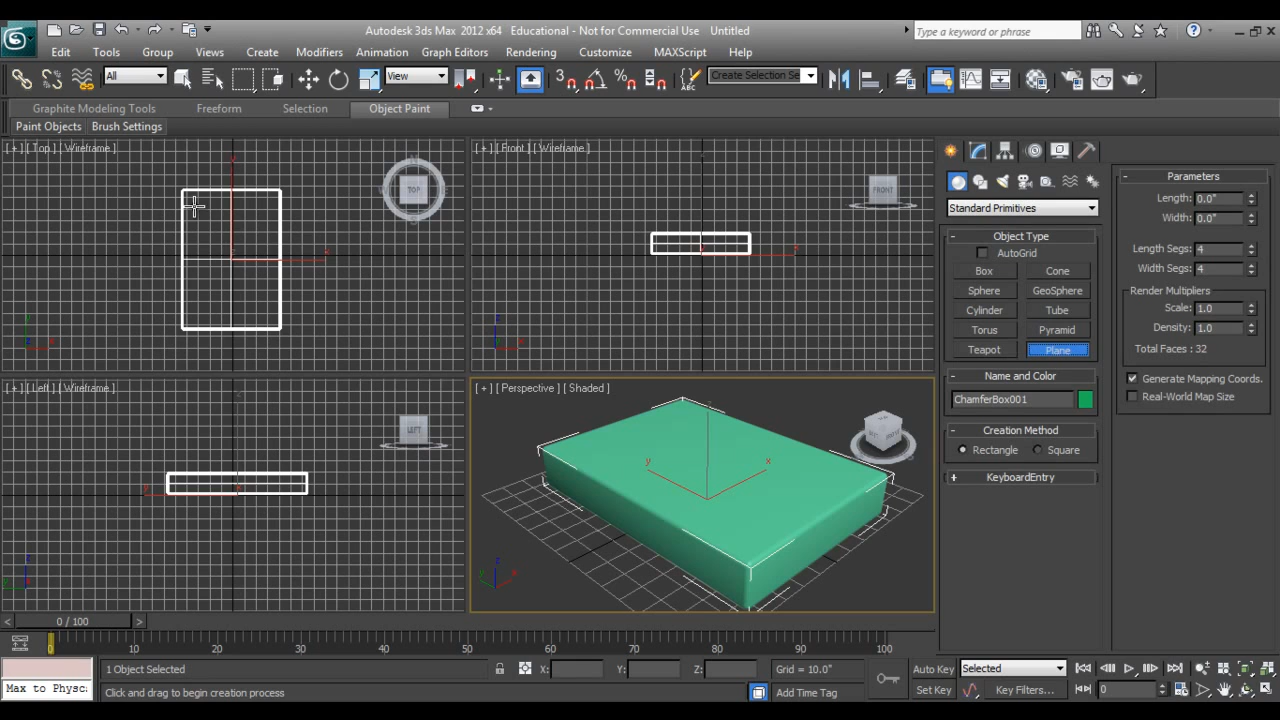 Autodesk 3ds Max 2012 x64 Educational - Not for Commercial Use Untitled
Type a keyword or phrase
Edit Tools Group Views Create Modifiers Animation Graph Editors Rendering Customize MAXScript Help
All View Create Selection Se
Graphite Modeling Tools Freeform Selection Object Paint
Paint Objects Brush Settings
[ + ] [ Top ] [ Wireframe ]
TOP
[ + ] [ Front ] [ Wireframe ]
FRONT
[ + ] [ Left ] [ Wireframe ]
LEFT
[ + ] [ Perspective ] [ Shaded ]
y x
Standard Primitives
- Object Type
AutoGrid
Box Cone
Sphere GeoSphere
Cylinder Tube
Torus Pyramid
Teapot Plane
- Name and Color
ChamferBox001
- Creation Method
Rectangle Square
+ KeyboardEntry
- Parameters
Length: 0.0"
Width: 0.0"
Length Segs: 4
Width Segs: 4
Render Multipliers
Scale: 1.0
Density: 1.0
Total Faces : 32
Generate Mapping Coords.
Real-World Map Size
< 0 / 100 >
0 10 20 30 40 50 60 70 80 90 100
1 Object Selected X: Y: Z: Grid = 10.0" Auto Key Selected
Max to Physc: Click and drag to begin creation process Add Time Tag Set Key Key Filters... 0